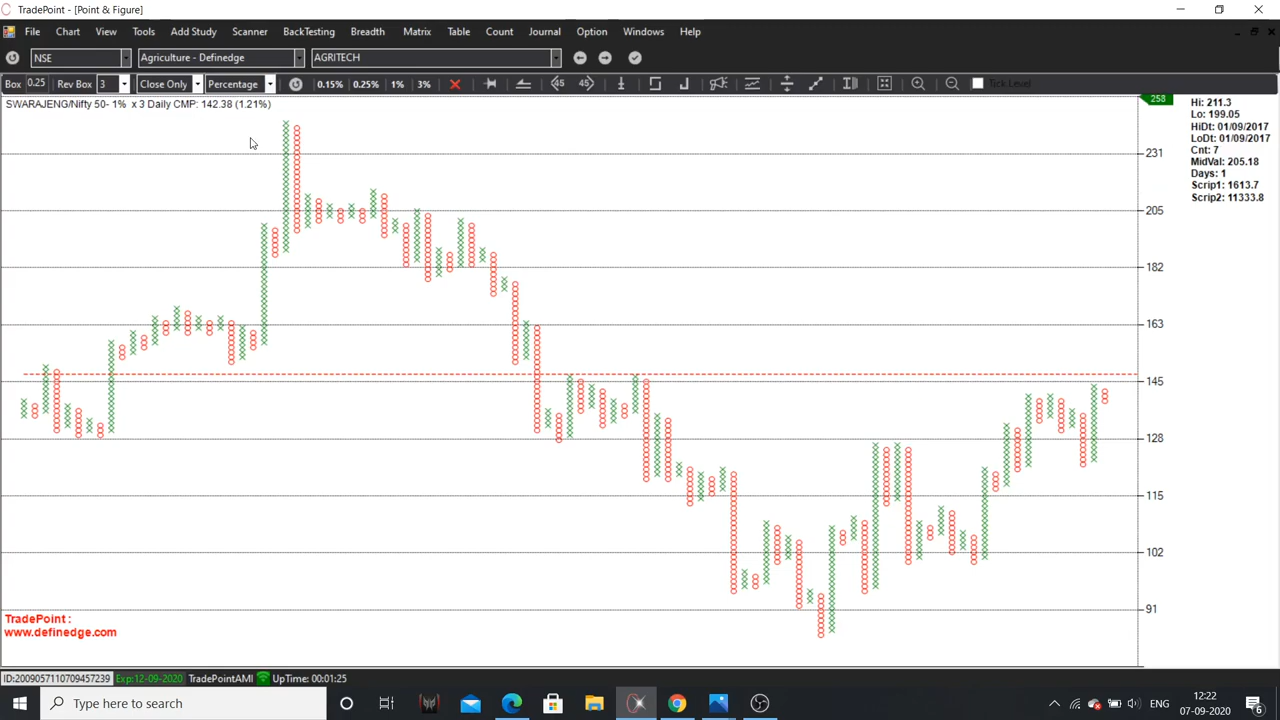 TradePoint - [Point & Figure]
File Chart View Tools Add Study Scanner BackTesting Breadth Matrix Table Count Journal Option Windows Help
NSE Agriculture - Definedge AGRITECH
Box 0.25 Rev Box 3 Close Only Percentage 0.15% 0.25% 1% 3% 45 45 Tick Level
SWARAJENG/Nifty 50- 1% x 3 Daily CMP: 142.38 (1.21%)
258
231
205
182
163
145
128
115
102
91
Hi: 211.3
Lo: 199.05
HiDt: 01/09/2017
LoDt: 01/09/2017
Cnt: 7
MidVal: 205.18
Days: 1
Scrip1: 1613.7
Scrip2: 11333.8
TradePoint :
www.definedge.com
ID:2009057110709457239 Exp:12-09-2020 TradePointAMI UpTime: 00:01:25
Type here to search
ENG
12:22
07-09-2020
6